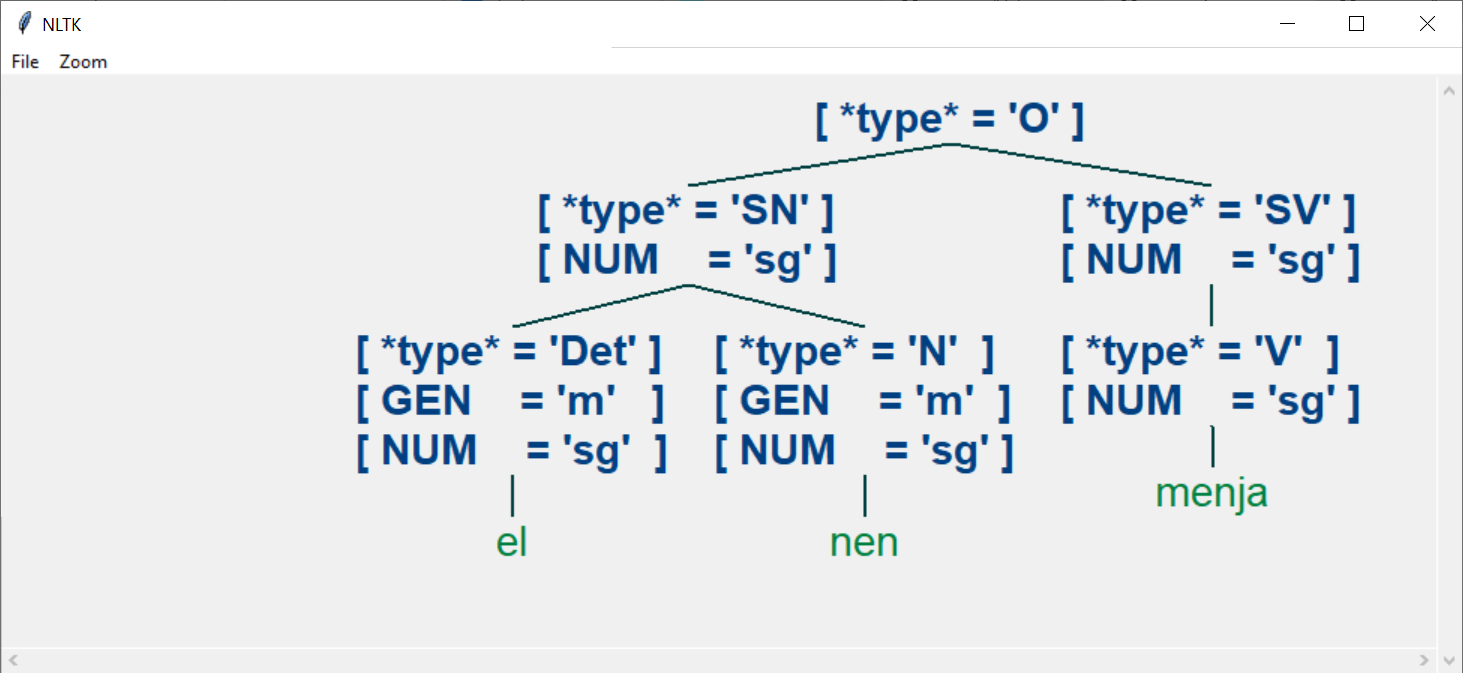 NLTK
File Zoom
[ *type* = 'O' ]
[ *type* = 'SN' ] [ *type* = 'SV' ]
[ NUM = 'sg' ] [ NUM = 'sg' ]
[ *type* = 'Det' ] [ *type* = 'N' ] [ *type* = 'V' ]
[ GEN = 'm' ] [ GEN = 'm' ] [ NUM = 'sg' ]
[ NUM = 'sg' ] [ NUM = 'sg' ]
menja
el nen